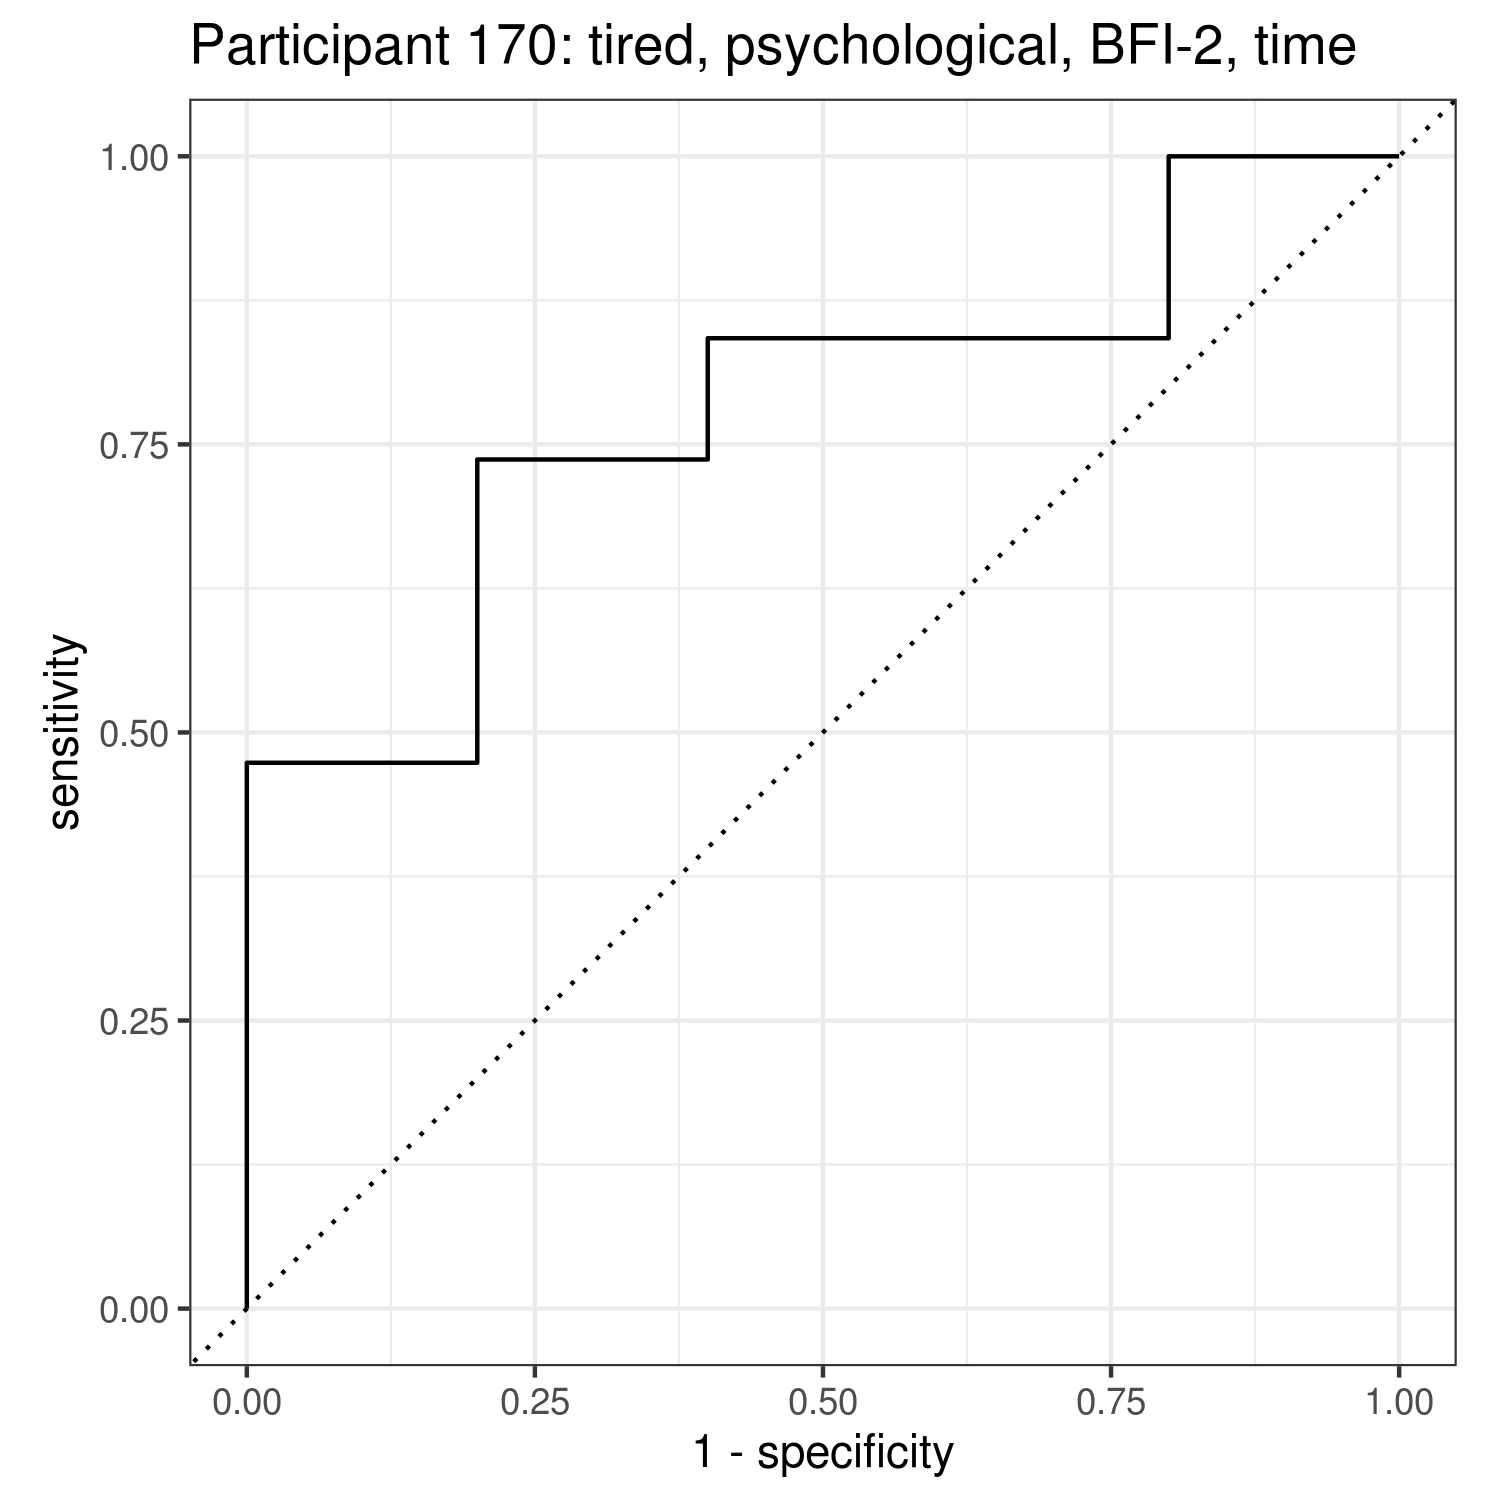 Participant 170: tired, psychological, BFI-2, time
1.00
0.75
0.50
0.25
0.00
sensitivity
0.00 0.25 0.50 0.75 1.00
1 - specificity